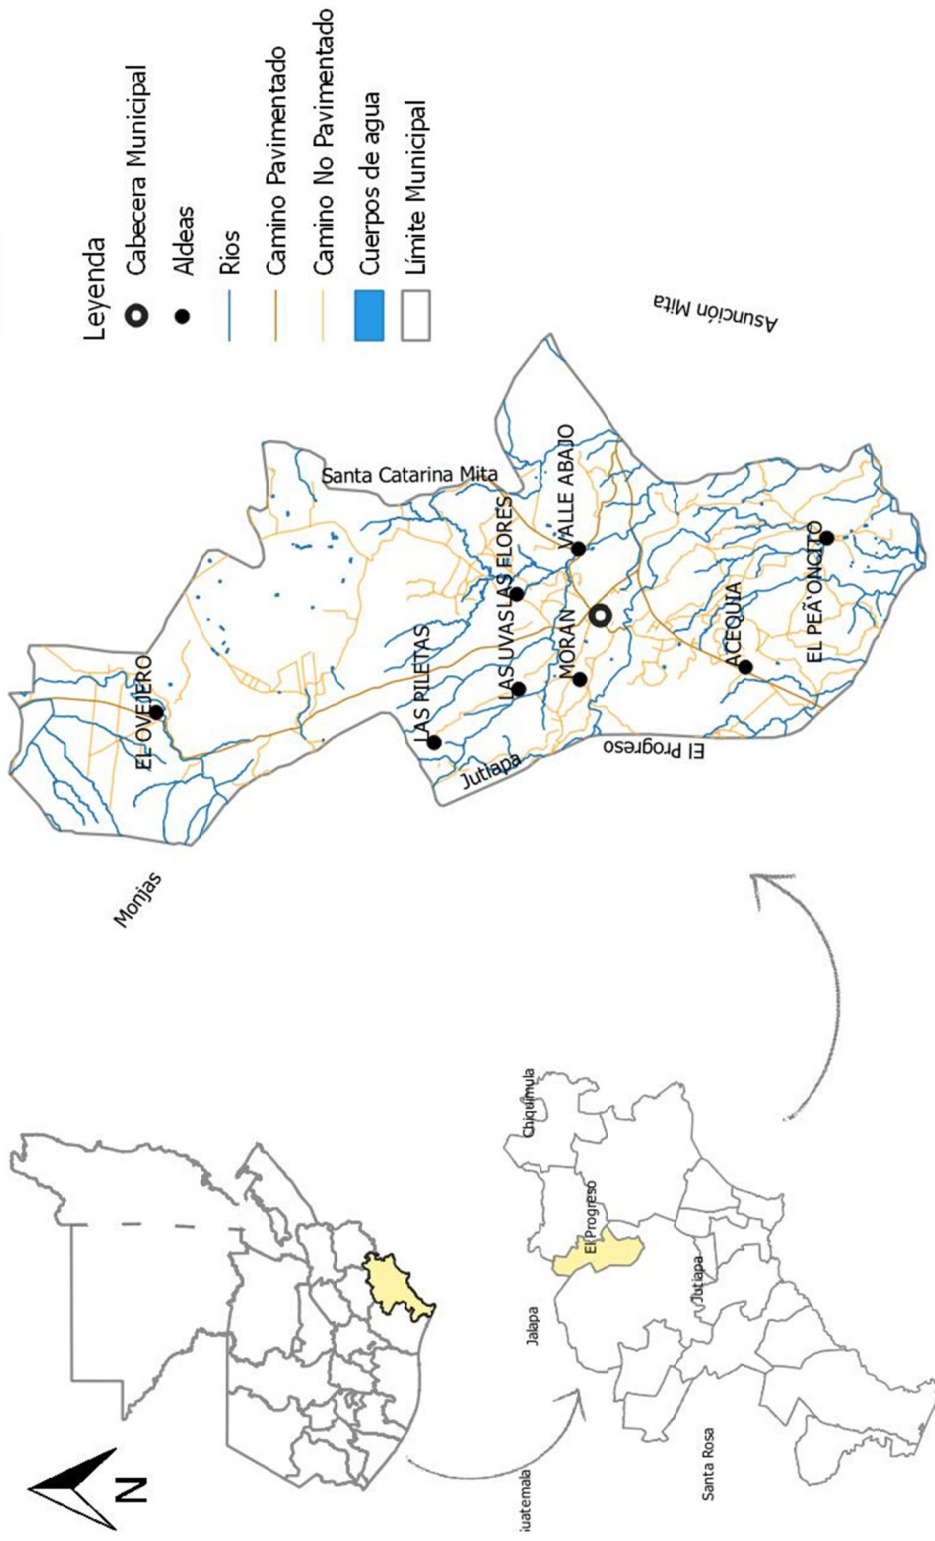 Leyenda
Cabecera Municipal
Aldeas
Rios
Camino Pavimentado
Camino No Pavimentado
Cuerpos de agua
Límite Municipal
N
Monjas
EL OVEJERO
Santa Catarina Mita
LAS PILETAS
LAS UVAS
LAS FLORES
MORAN
VALLE ABAJO
Asunción Mita
Jutiapa
El Progreso
ACEQUIA
EL PEÃ‘ONCITO
Chiquimula
El Progreso
Jalapa
Jutiapa
Santa Rosa
uatemala